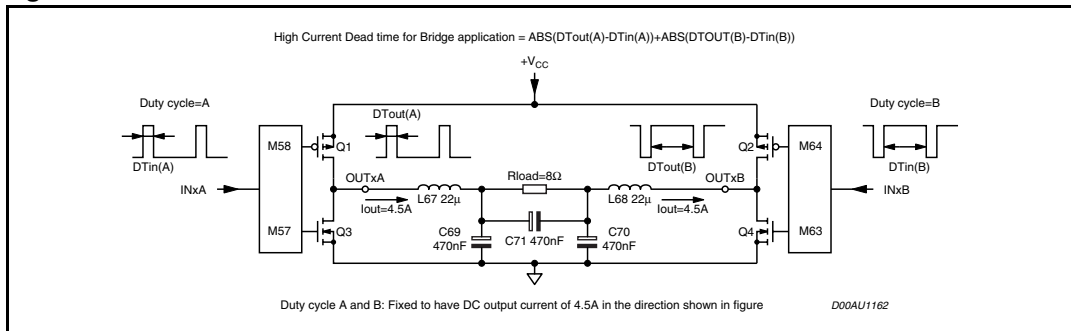 High Current Dead time for Bridge application = ABS(DTout(A)-DTin(A))+ABS(DTOUT(B)-DTin(B))
+VCC
Duty cycle=A
DTin(A)
INxA
M58
M57
Q1
Q3
DTout(A)
OUTxA
Iout=4.5A
L67 22μ
C69
470nF
Rload=8Ω
C71 470nF
C70
470nF
L68 22μ
DTout(B)
OUTxB
Iout=4.5A
Q2
Q4
M64
M63
Duty cycle=B
DTin(B)
INxB
Duty cycle A and B: Fixed to have DC output current of 4.5A in the direction shown in figure
D00AU1162